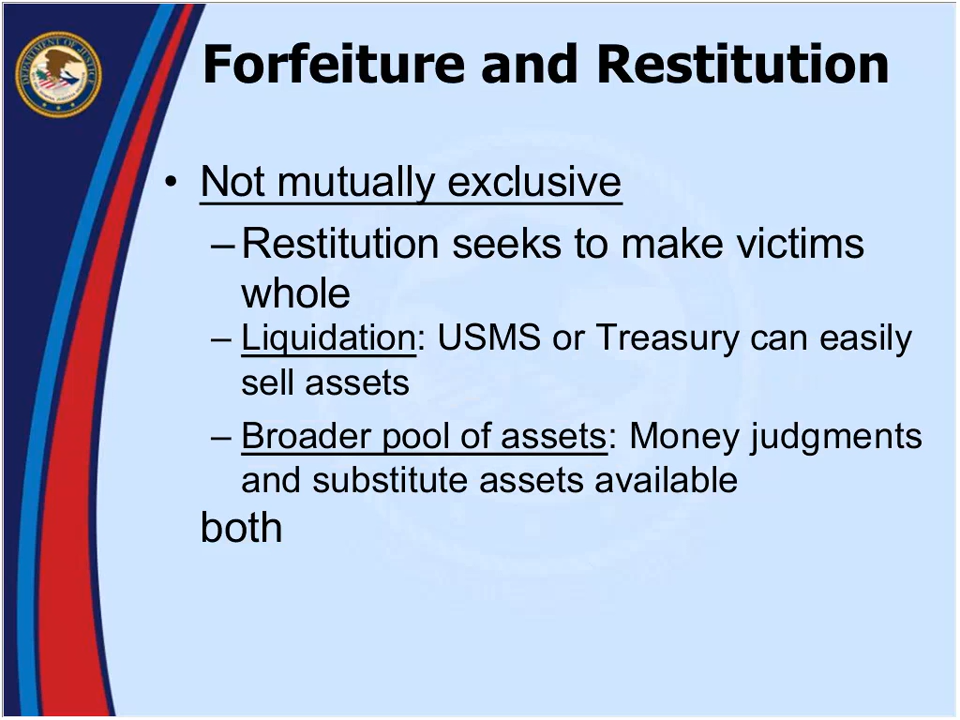 Forfeiture and Restitution
• Not mutually exclusive
–Restitution seeks to make victims
whole
– Liquidation: USMS or Treasury can easily
sell assets
– Broader pool of assets: Money judgments
and substitute assets available
both